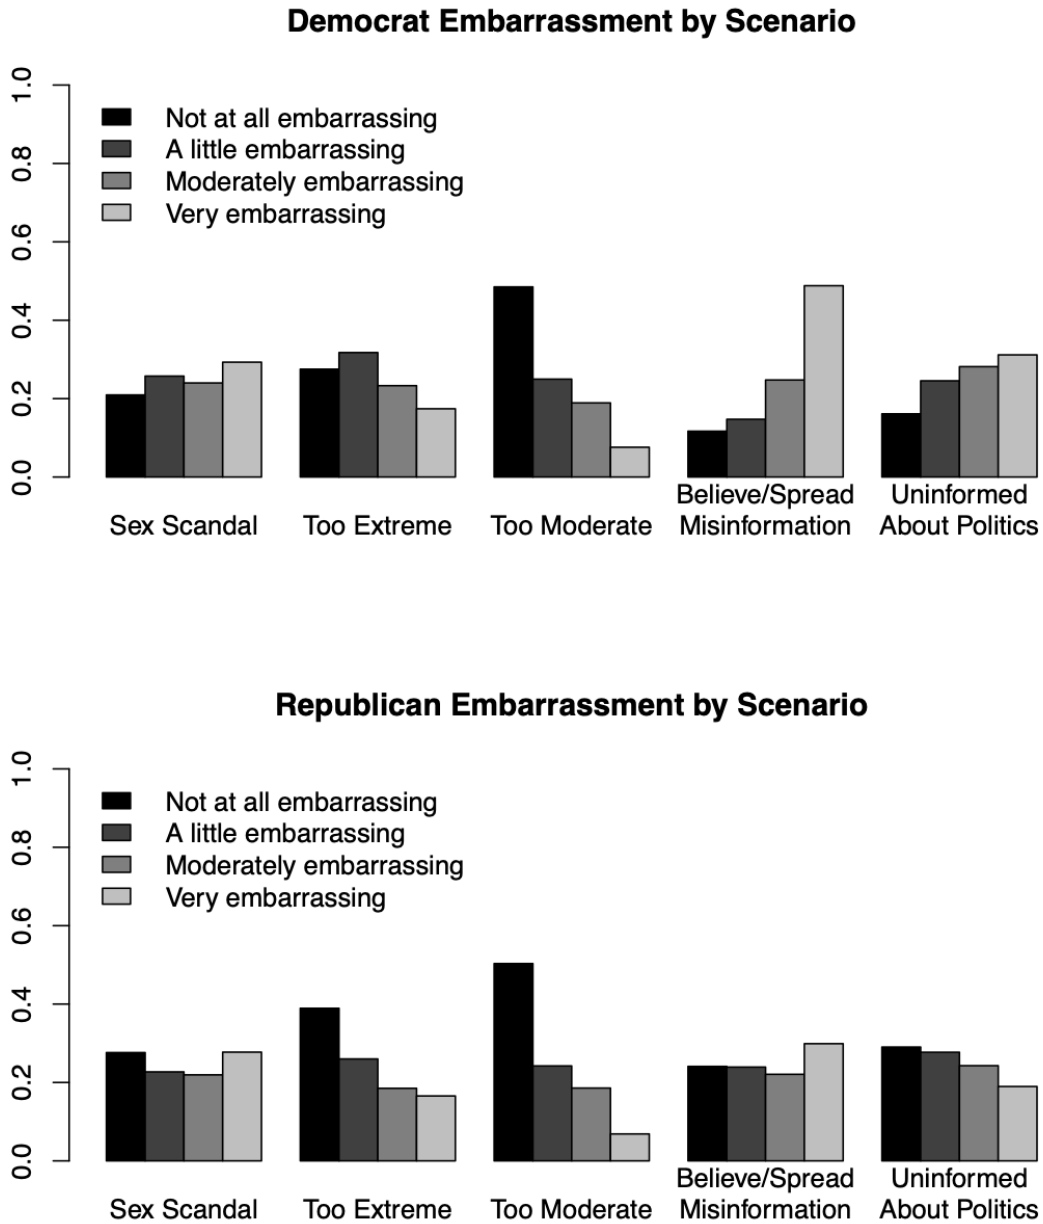 Democrat Embarrassment by Scenario
1.0
0.8
0.6
0.4
0.2
0.0
Not at all embarrassing
A little embarrassing
Moderately embarrassing
Very embarrassing
Sex Scandal
Too Extreme
Too Moderate
Believe/Spread
Misinformation
Uninformed
About Politics
Republican Embarrassment by Scenario
1.0
0.8
0.6
0.4
0.2
0.0
Not at all embarrassing
A little embarrassing
Moderately embarrassing
Very embarrassing
Sex Scandal
Too Extreme
Too Moderate
Believe/Spread
Misinformation
Uninformed
About Politics